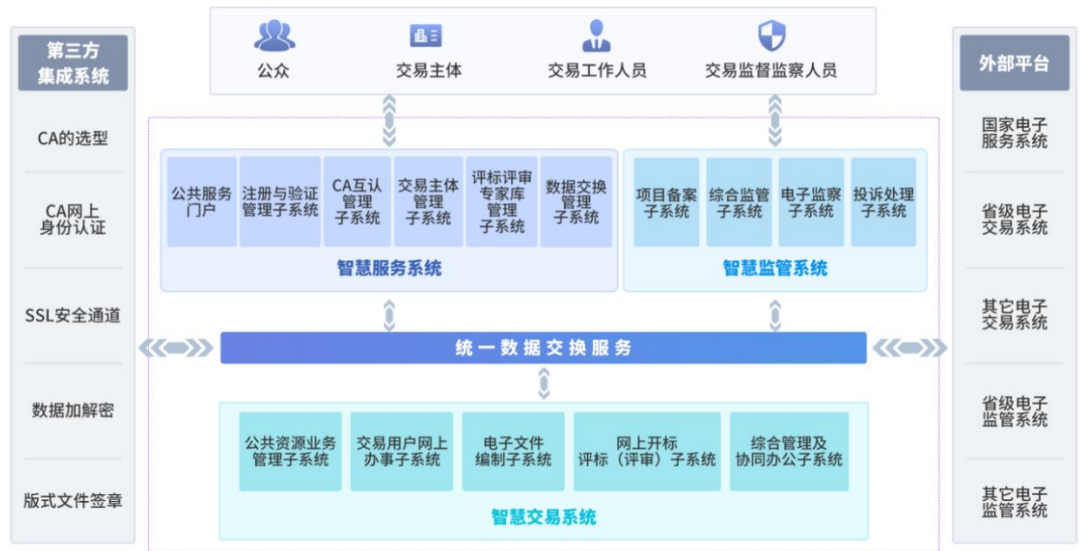 第三方
集成系统
CA的选型
CA网上
身份认证
SSL安全通道
数据加解密
版式文件签章
公众
交易主体
交易工作人员
交易监督监察人员
公共服务
门户
注册与验证
管理子系统
CA互认
管理
子系统
交易主体
管理
子系统
评标评审
专家库
管理
子系统
数据交换
管理
子系统
智慧服务系统
项目备案
子系统
综合监管
子系统
电子监察
子系统
投诉处理
子系统
智慧监管系统
统一数据交换服务
公共资源业务
管理子系统
交易用户网上
办事子系统
电子文件
编制子系统
网上开标
评标（评审）子系统
综合管理及
协同办公子系统
智慧交易系统
外部平台
国家电子
服务系统
省级电子
交易系统
其它电子
交易系统
省级电子
监管系统
其它电子
监管系统